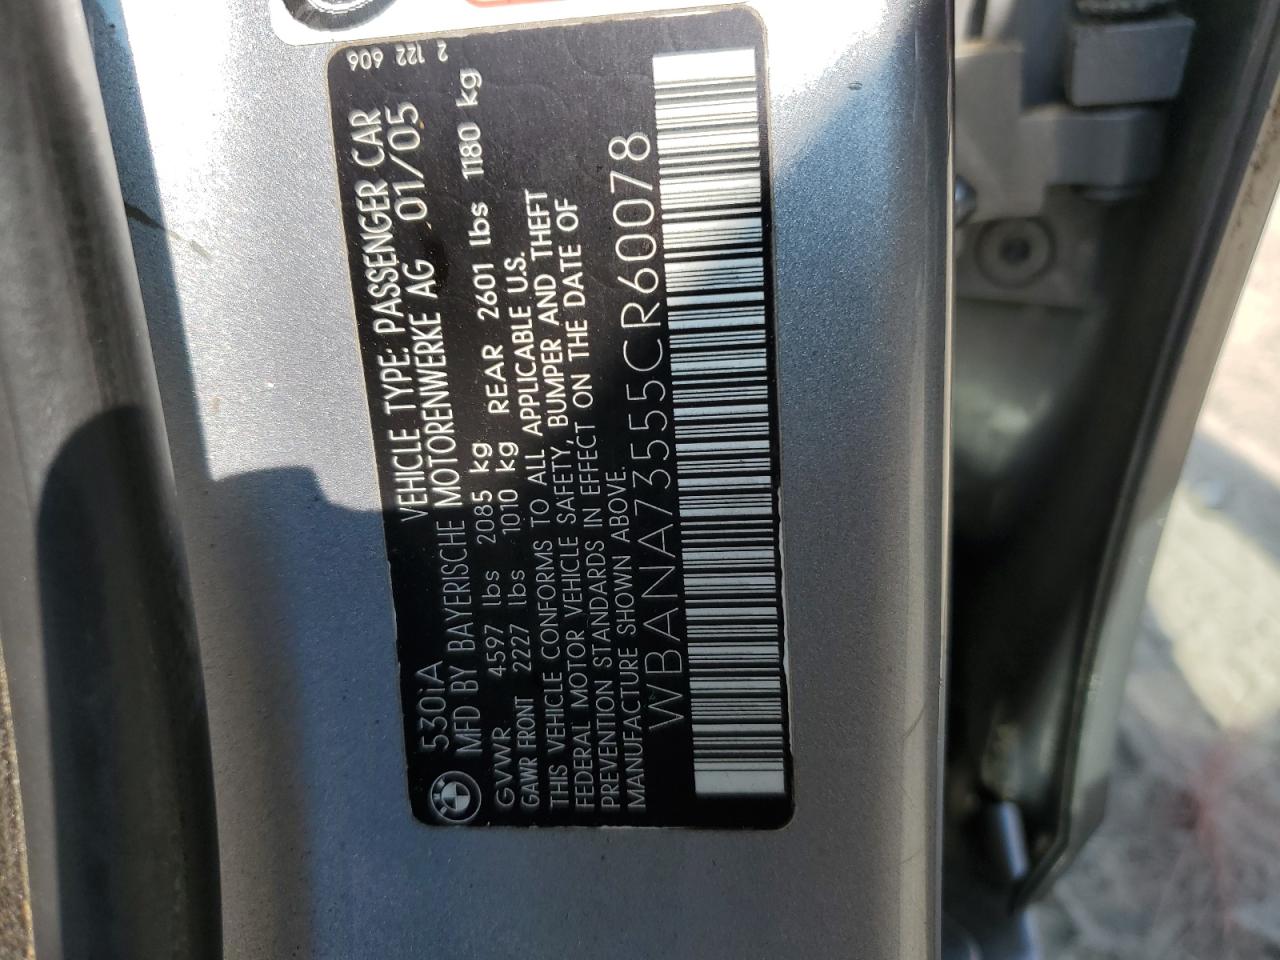 530iA VEHICLE TYPE: PASSENGER CAR 2 122 606
MFD BY BAYERISCHE MOTORENWERKE AG 01/05
GVWR 4597 lbs 2085 kg REAR 2601 lbs 1180 kg
GAWR FRONT 2227 lbs 1010 kg
THIS VEHICLE CONFORMS TO ALL APPLICABLE U.S.
FEDERAL MOTOR VEHICLE SAFETY, BUMPER AND THEFT
PREVENTION STANDARDS IN EFFECT ON THE DATE OF
MANUFACTURE SHOWN ABOVE.
WBANA73555CR60078